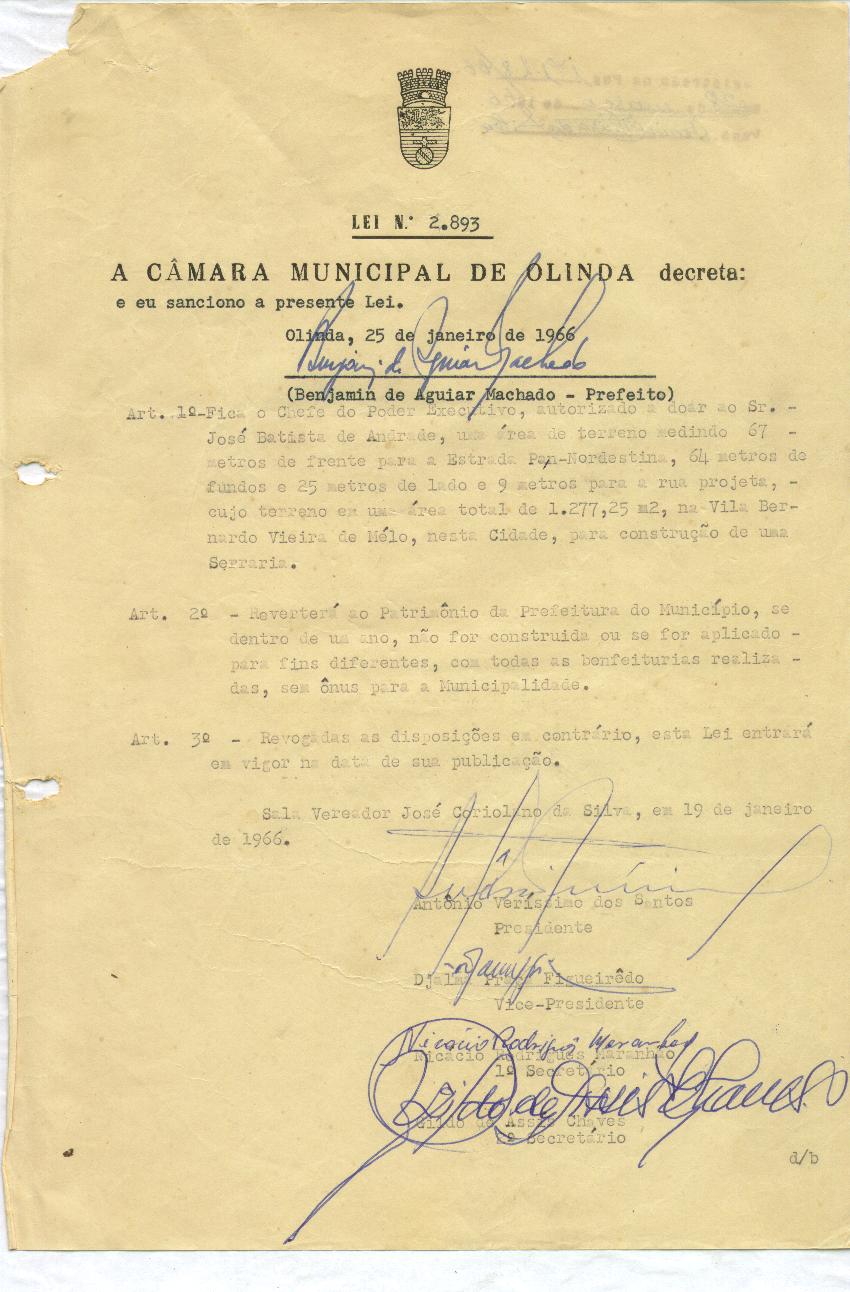 LEI N.º 2.893
A CÂMARA MUNICIPAL DE OLINDA decreta:
e eu sanciono a presente Lei.
Olinda, 25 de janeiro de 1966
Benjamin de Aguiar Machado
(Benjamin de Aguiar Machado - Prefeito)
Art. 1º-Fica o Chefe do Poder Executivo, autorizado a doar ao Sr. -
José Batista de Andrade, uma área de terreno medindo 67 -
metros de frente para a Estrada Pan-Nordestina, 64 metros de
fundos e 25 metros de lado e 9 metros para a rua projeta, -
cujo terreno em uma área total de 1.277,25 m2, na Vila Ber-
nardo Vieira de Mélo, nesta Cidade, para construção de uma
Serraria.
Art. 2º - Reverterá ao Patrimônio da Prefeitura do Município, se
dentro de um ano, não for construida ou se for aplicado -
para fins diferentes, com todas as benfeiturias realiza -
das, sem ônus para a Municipalidade.
Art. 3º - Revogadas as disposições em contrário, esta Lei entrará
em vigor na data de sua publicação.
Sala Vereador José Coriolano da Silva, em 19 de janeiro
de 1966.
Antônio Veríssimo dos Santos
Presidente
Djalma Figueirêdo
Vice-Presidente
Nicácio Rodrigues Maranhão
Nicácio Rodrigues Maranhão
1º Secretário
Gildo de Assis Chaves
Gildo de Assis Chaves
2º Secretário
d/b